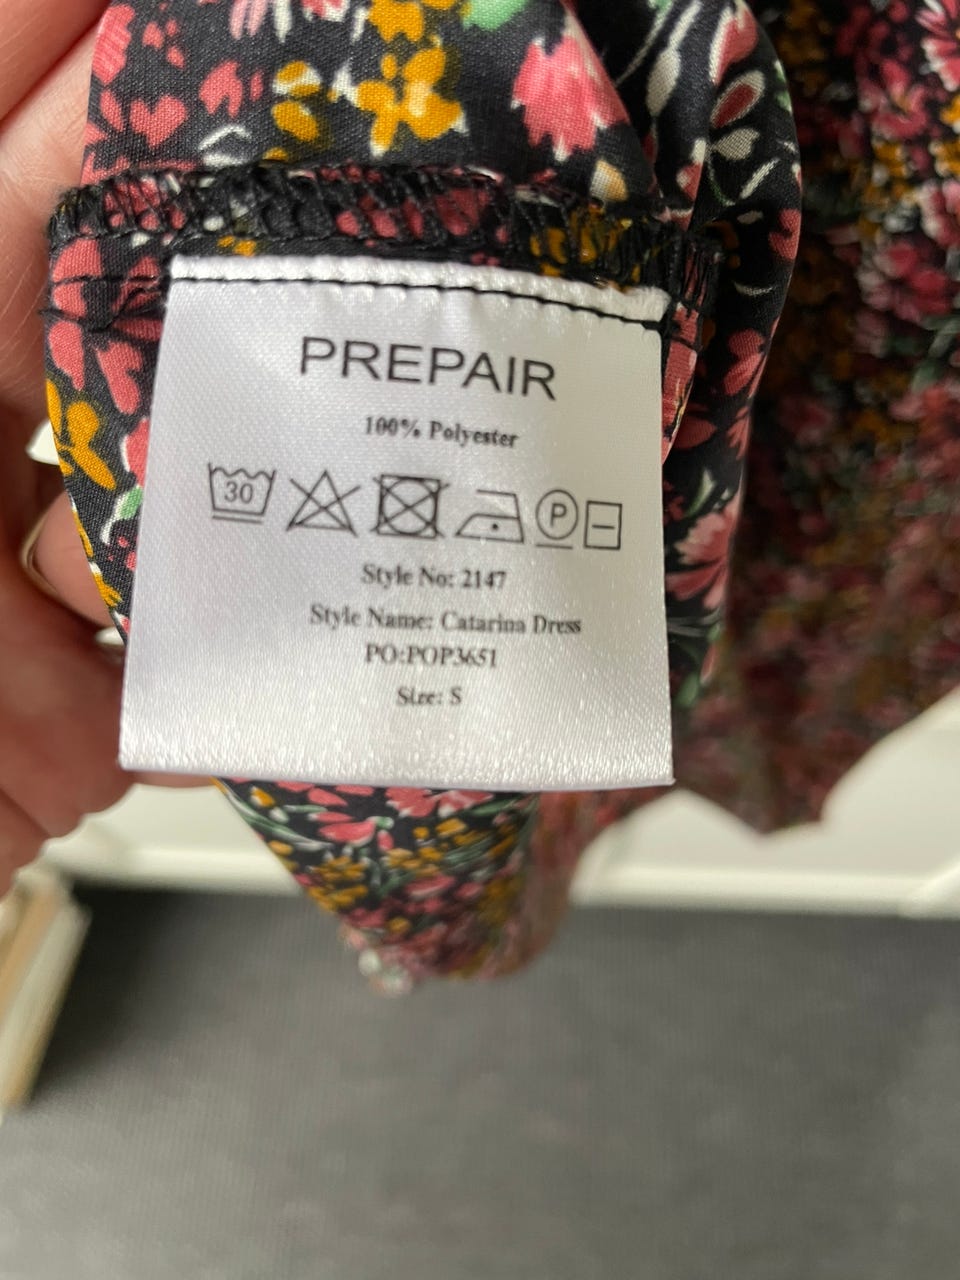 PREPAIR
100% Polyester
30 P
Style No: 2147
Style Name: Catarina Dress
PO:POP3651
Size: S